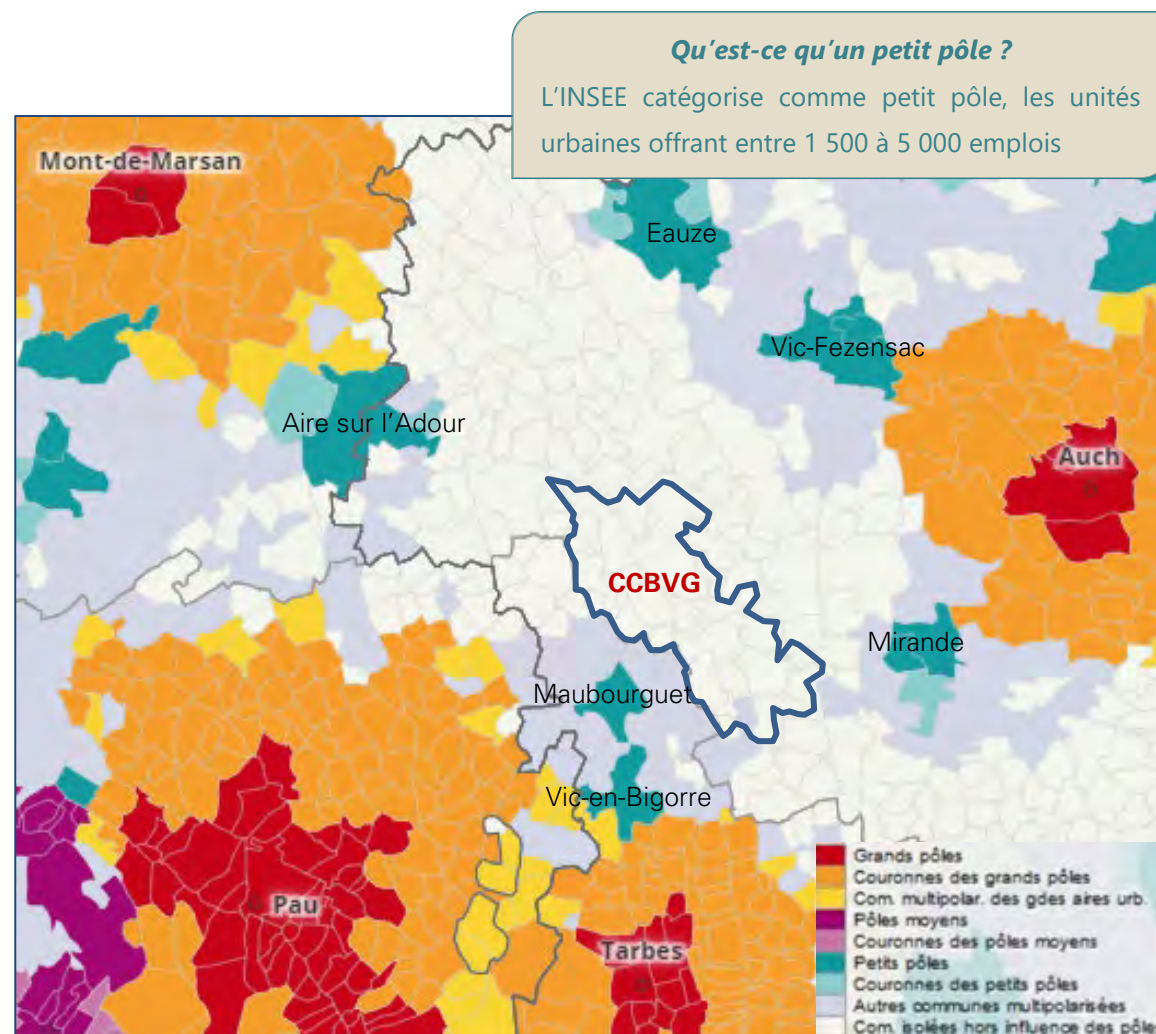 Qu'est-ce qu'un petit pôle ?
L'INSEE catégorise comme petit pôle, les unités
urbaines offrant entre 1 500 à 5 000 emplois
Mont-de-Marsan
Eauze
Vic-Fezensac
Aire sur l'Adour
Auch
CCBVG
Mirande
Maubourguet
Vic-en-Bigorre
Pau
Tarbes
Grands pôles
Couronnes des grands pôles
Com. multipolar. des gdes aires urb.
Pôles moyens
Couronnes des pôles moyens
Petits pôles
Couronnes des petits pôles
Autres communes multipolarisées
Com. isolées hors influence des pôle